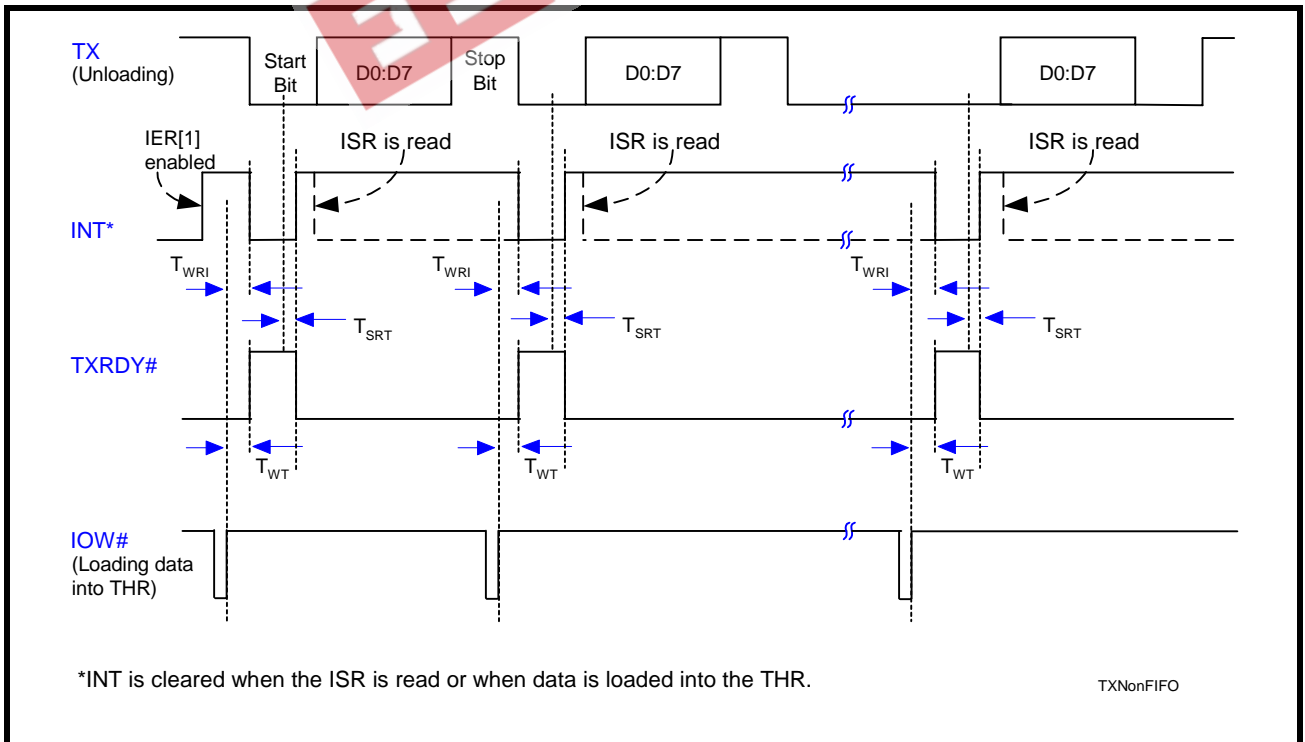 TX
(Unloading)
Start
Bit
D0:D7
Stop
Bit
D0:D7
D0:D7
IER[1]
enabled
ISR is read
ISR is read
ISR is read
INT*
TWRI
TWRI
TWRI
TSRT
TSRT
TSRT
TXRDY#
TWT
TWT
TWT
IOW#
(Loading data
into THR)
*INT is cleared when the ISR is read or when data is loaded into the THR.
TXNonFIFO